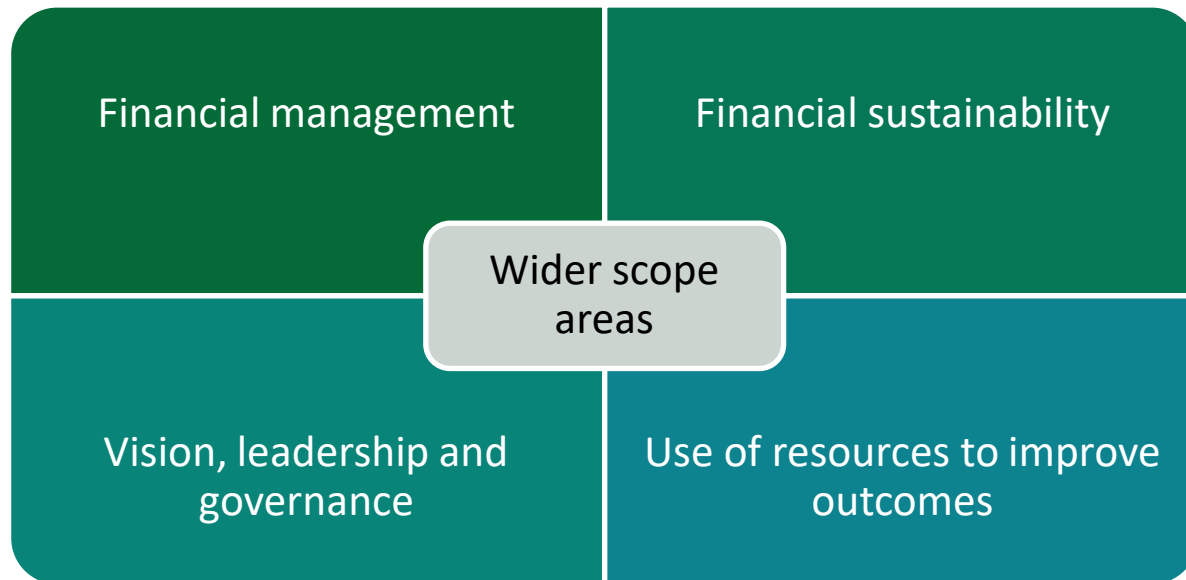 Financial management
Financial sustainability
Wider scope
areas
Vision, leadership and
governance
Use of resources to improve
outcomes